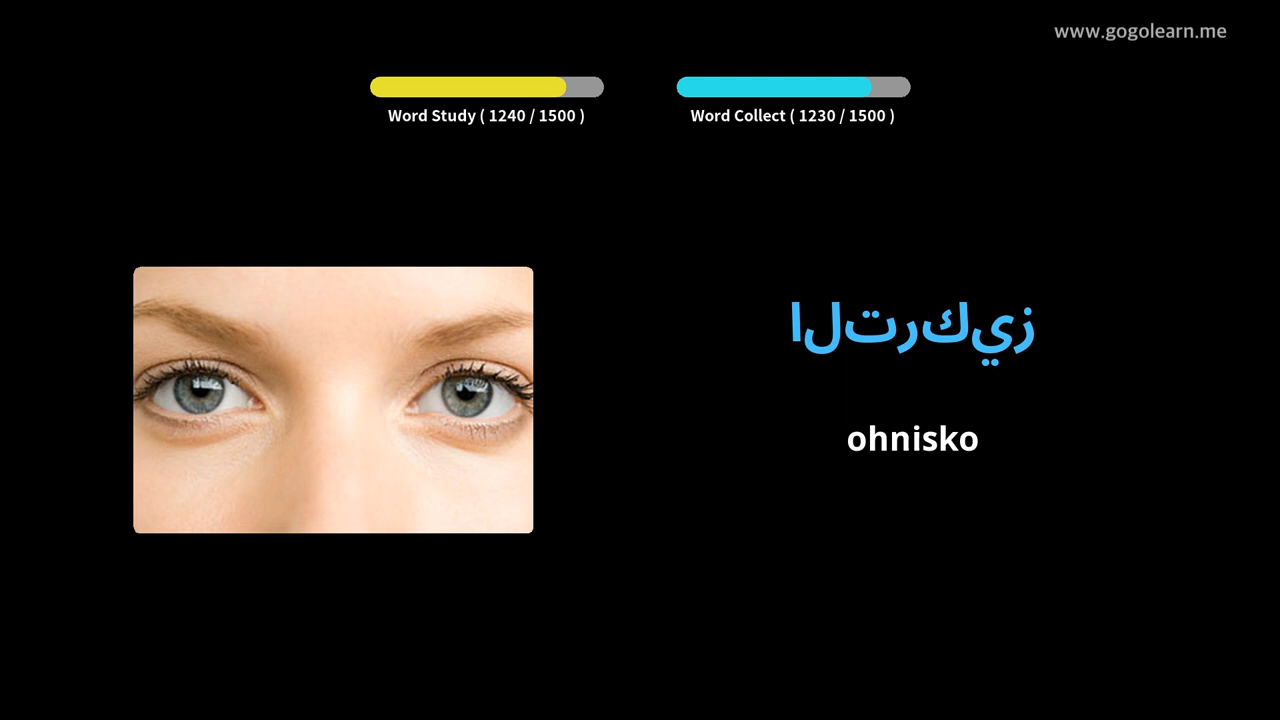 www.gogolearn.me
Word Study ( 1240 / 1500 )
Word Collect ( 1230 / 1500 )
التركيز
ohnisko